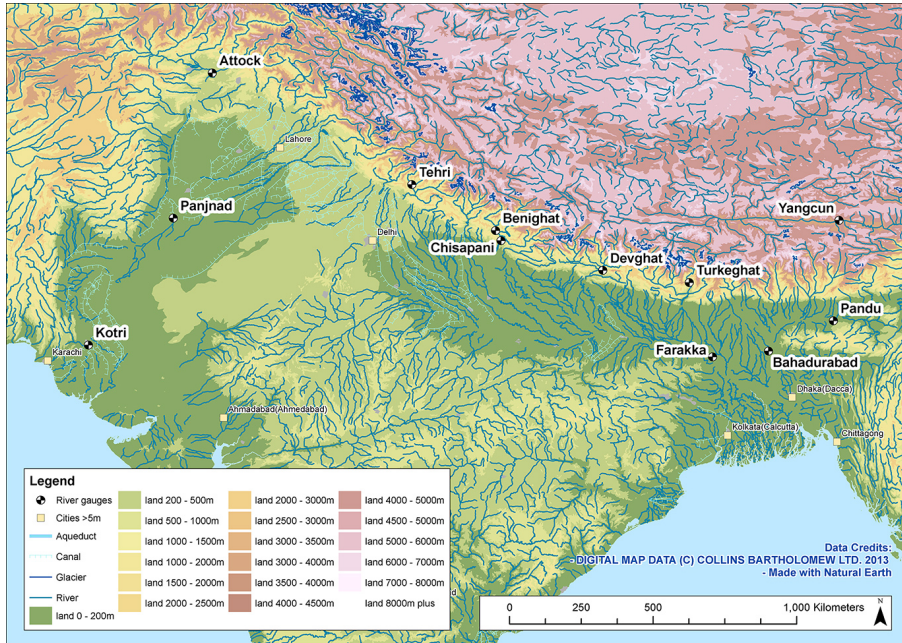 Attock
Lahore
Tehri
Panjnad
Benighat
Yangcun
Delhi
Chisapani
Devghat
Turkeghat
Pandu
Kotri
Karachi
Farakka
Bahadurabad
Dhaka(Dacca)
Ahmadabad(Ahmedabad)
Kolkata(Calcutta)
Chittagong
Legend
River gauges
Cities >5m
Aqueduct
Canal
Glacier
River
land 0 - 200m
land 200 - 500m
land 500 - 1000m
land 1000 - 1500m
land 1000 - 2000m
land 1500 - 2000m
land 2000 - 2500m
land 2000 - 3000m
land 2500 - 3000m
land 3000 - 3500m
land 3000 - 4000m
land 3500 - 4000m
land 4000 - 4500m
land 4000 - 5000m
land 4500 - 5000m
land 5000 - 6000m
land 6000 - 7000m
land 7000 - 8000m
land 8000m plus
d
Data Credits:
- DIGITAL MAP DATA (C) COLLINS BARTHOLOMEW LTD. 2013
- Made with Natural Earth
0 250 500 1,000 Kilometers
N